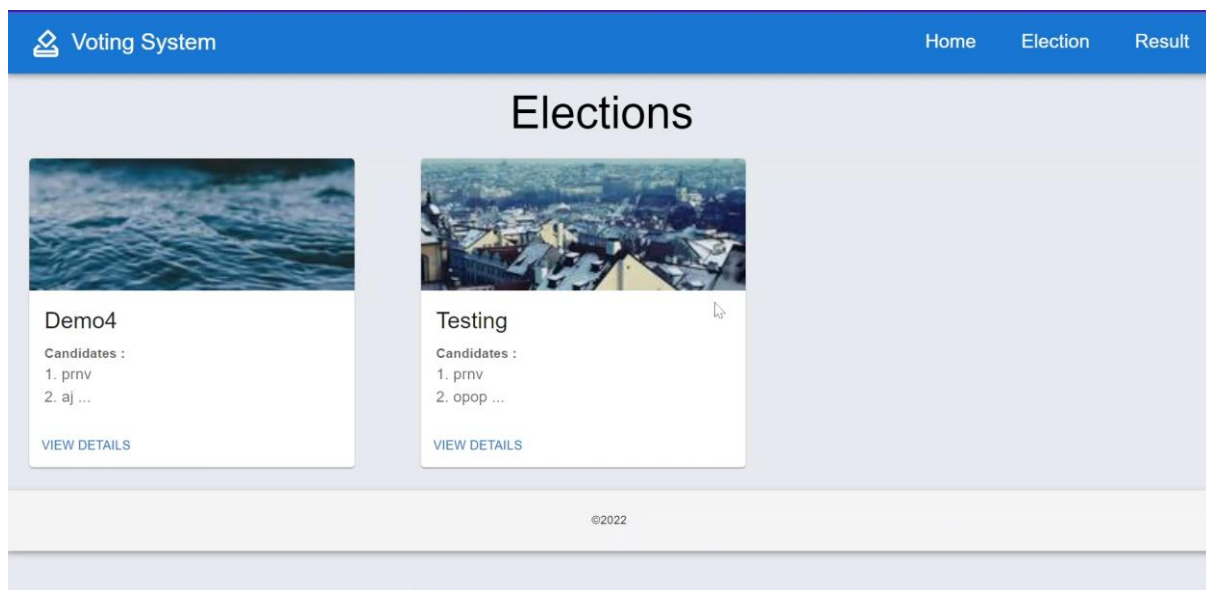 Voting System
Home Election Result
Elections
Demo4
Candidates :
1. prnv
2. aj ...
VIEW DETAILS
Testing
Candidates :
1. prnv
2. opop ...
VIEW DETAILS
©2022